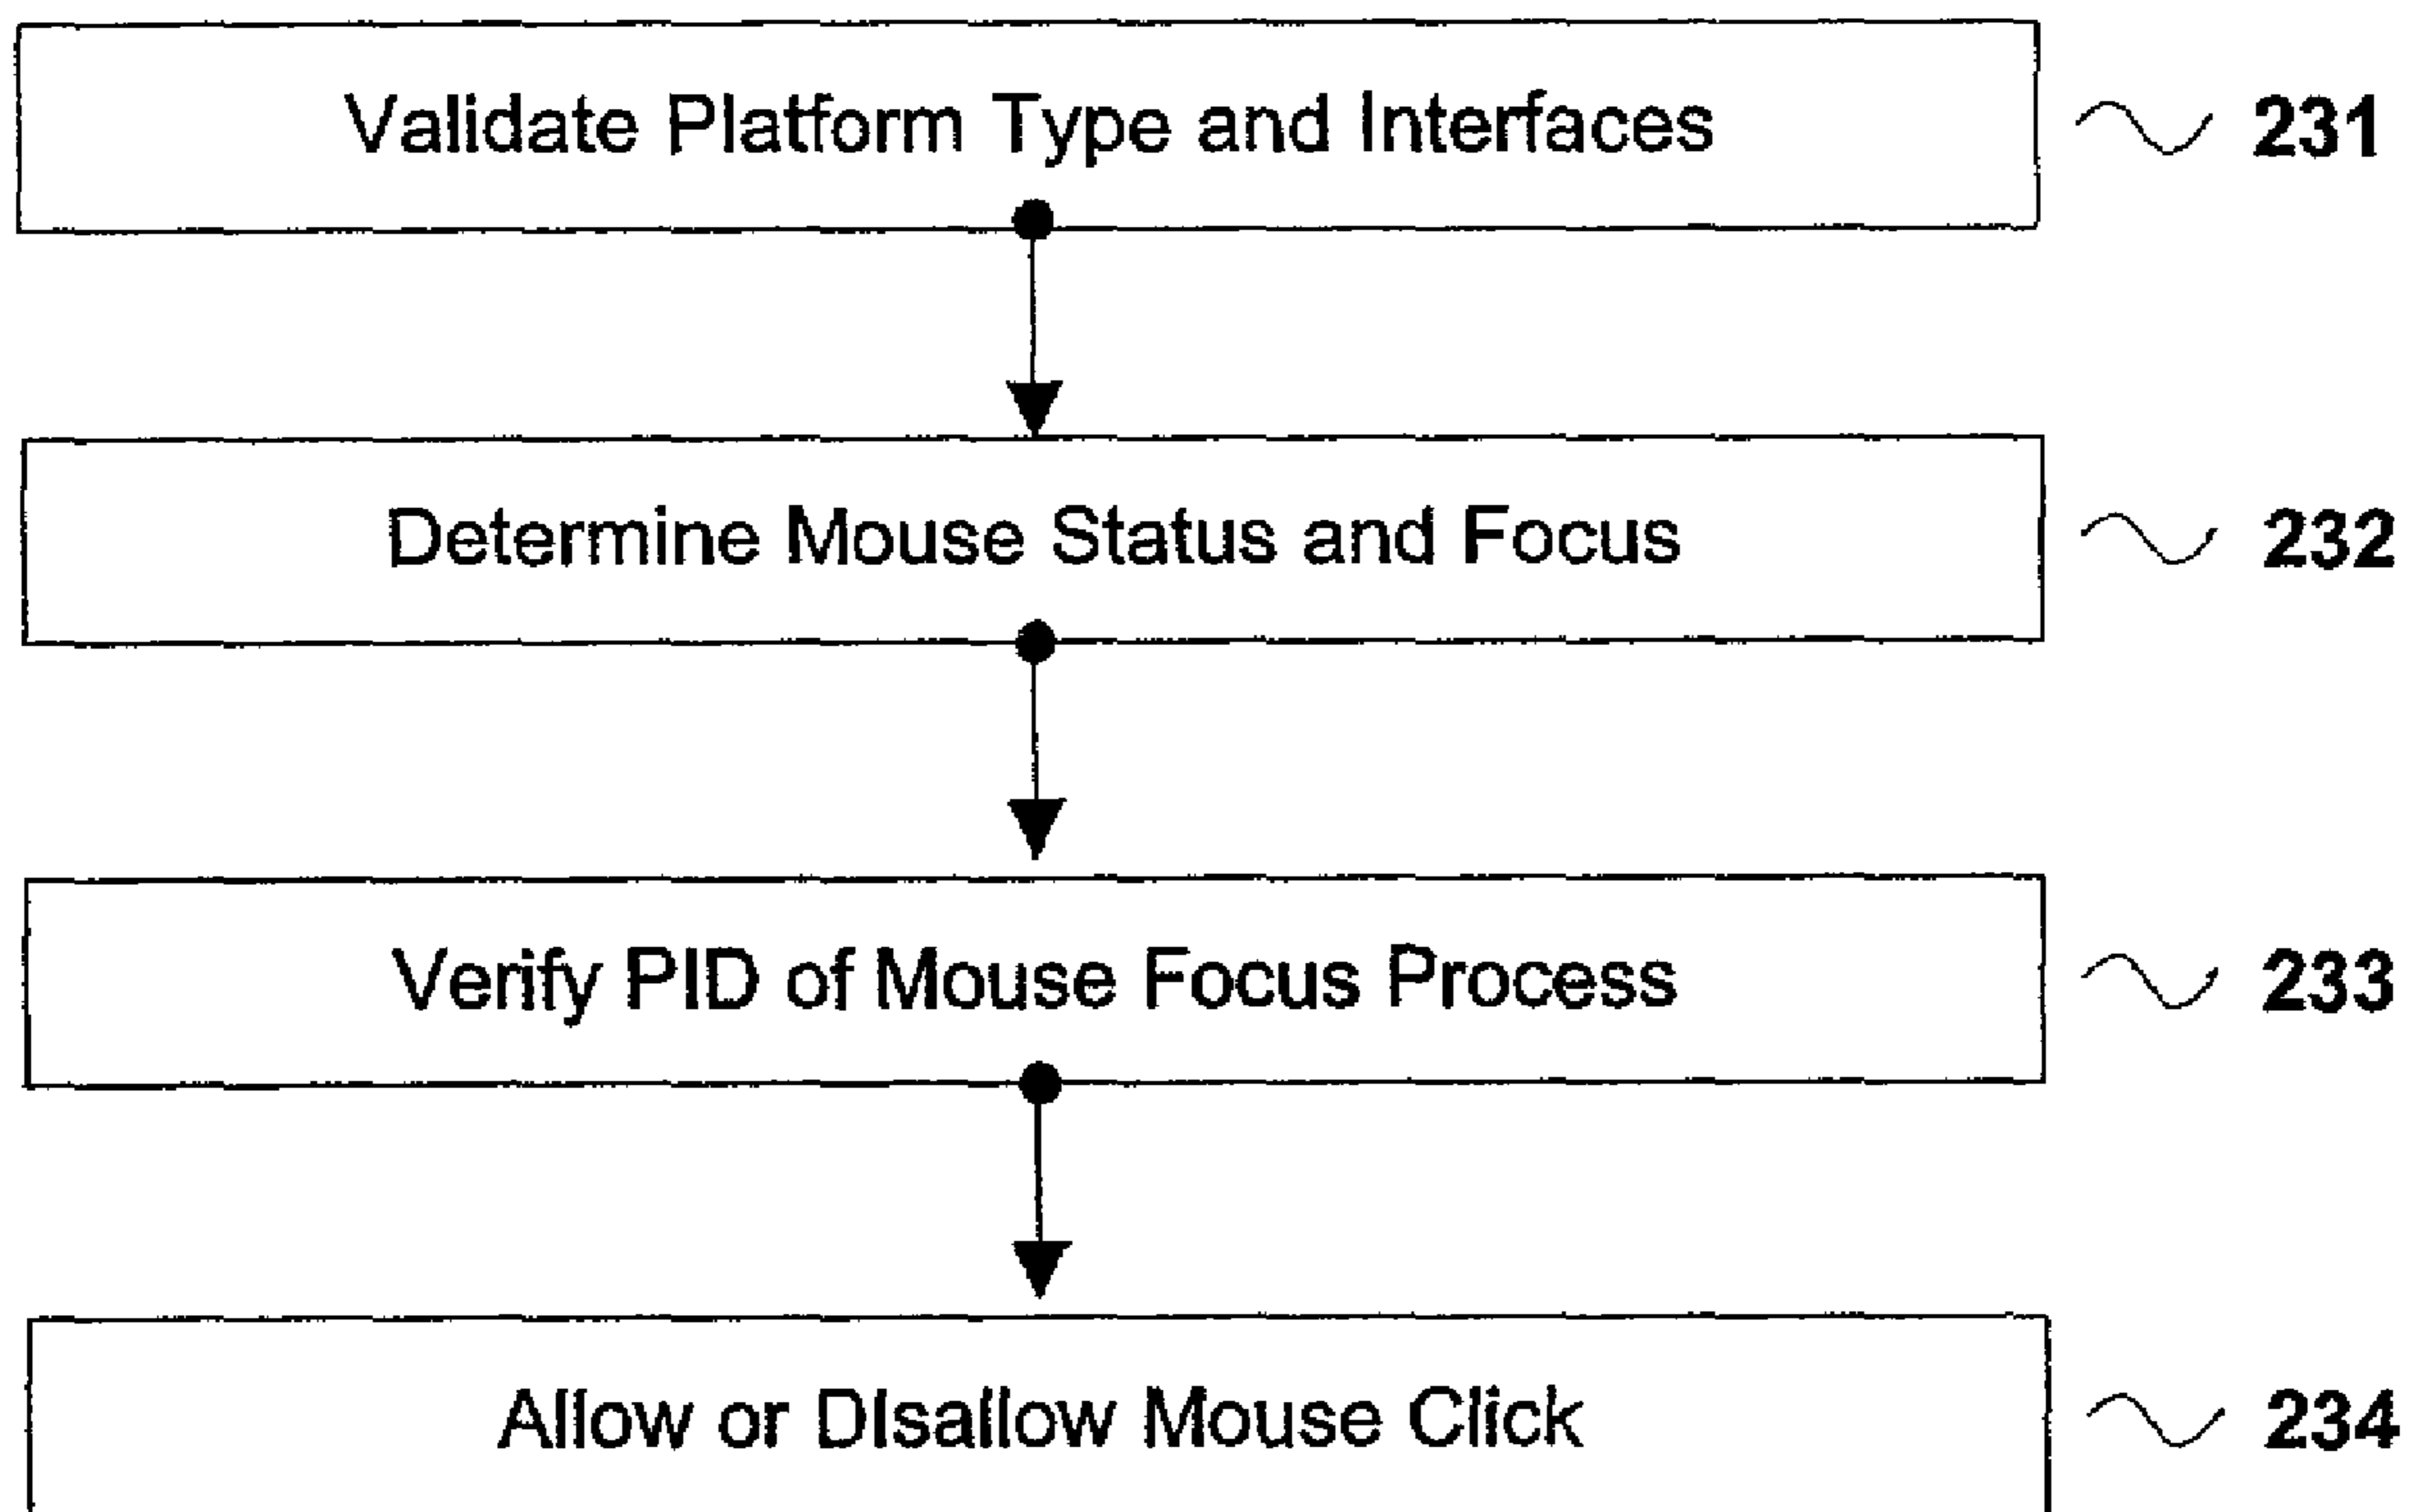 Validate Platform Type and Interfaces 231
Determine Mouse Status and Focus 232
Verify PID of Mouse Focus Process 233
Allow or Disallow Mouse Click 234